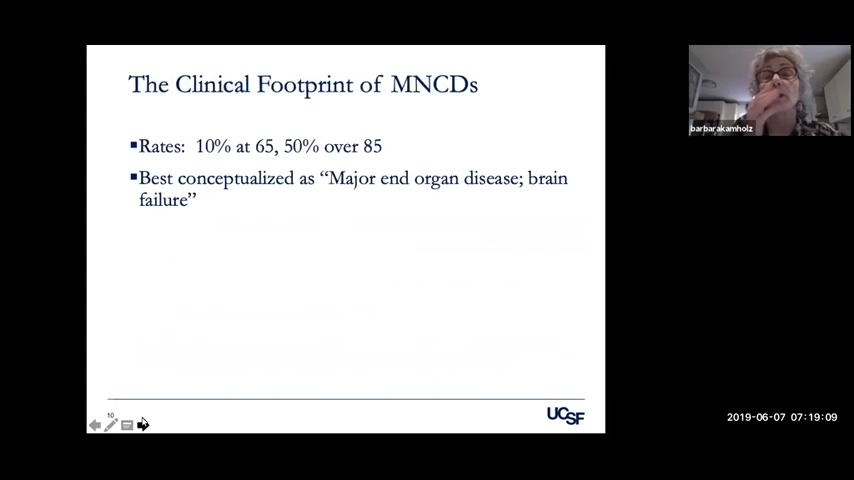 The Clinical Footprint of MNCDs
▪Rates: 10% at 65, 50% over 85
▪Best conceptualized as “Major end organ disease; brain
failure”
barbarakamholz
10
UCSF
2019-06-07 07:19:09